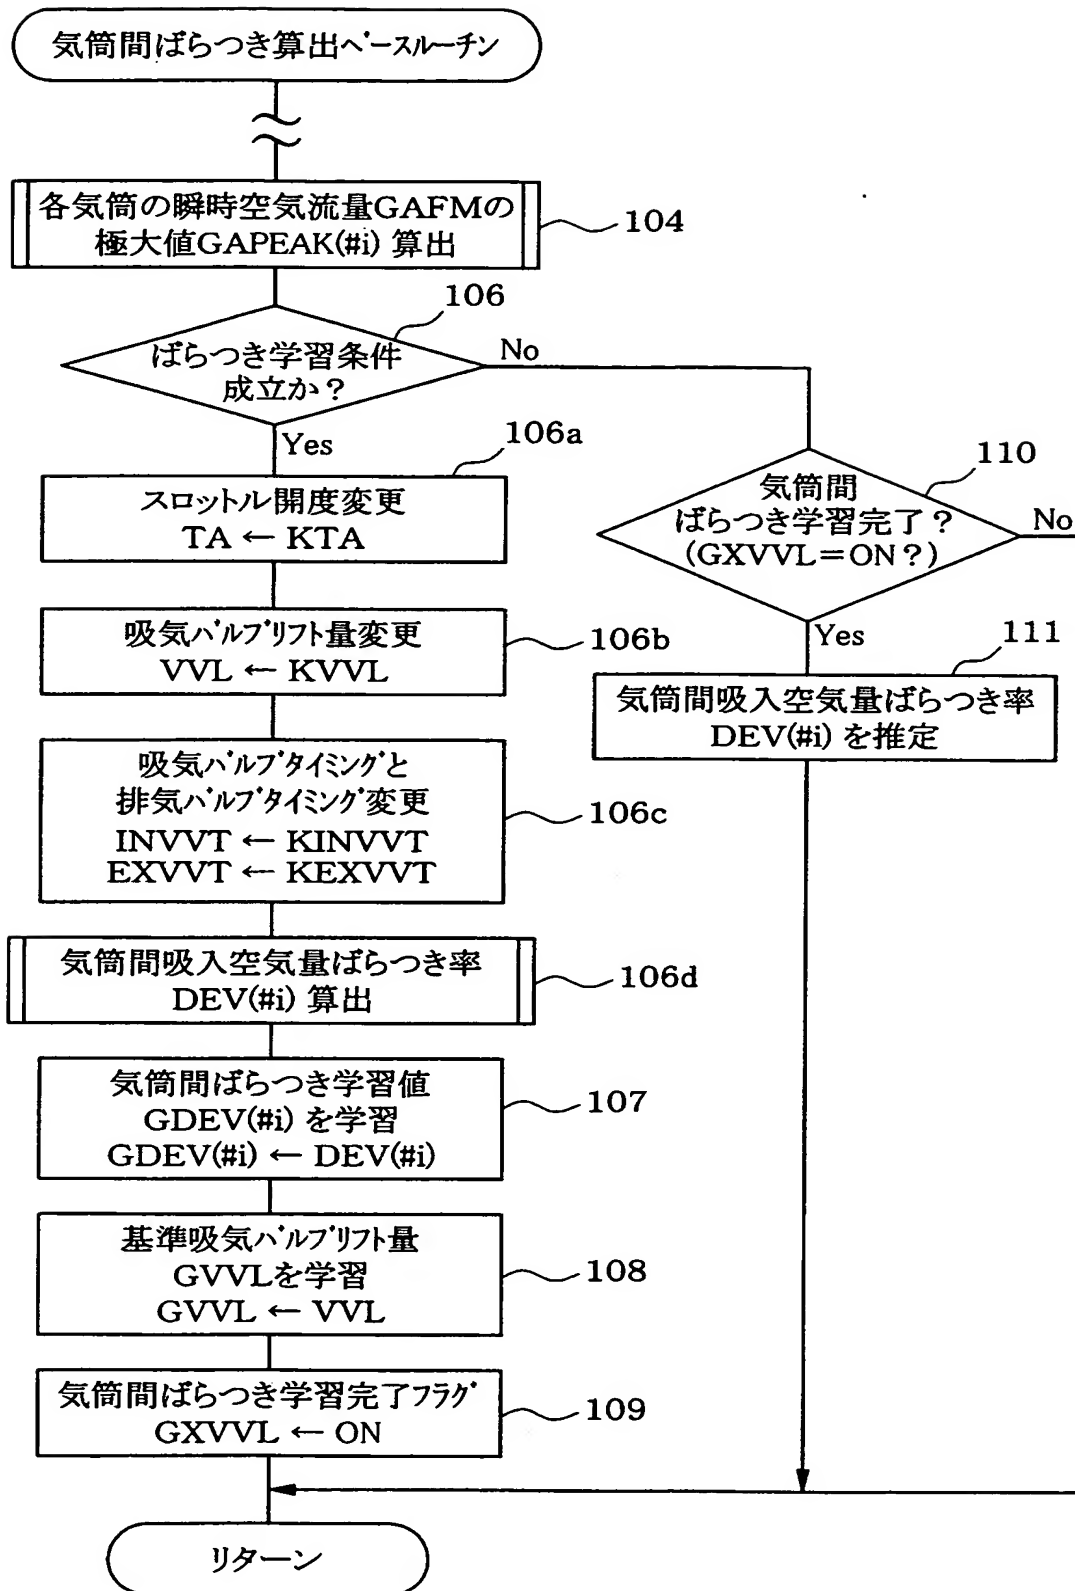 気筒間ばらつき算出ベースルーチン
各気筒の瞬時空気流量GAFMの
極大値GAPEAK(#i) 算出
104
106
ばらつき学習条件
成立か？
No
Yes
106a
スロットル開度変更
TA ← KTA
110
気筒間
ばらつき学習完了？
(GXVVL＝ON？)
No
Yes
吸気バルブリフト量変更
VVL ← KVVL
106b
111
気筒間吸入空気量ばらつき率
DEV(#i) を推定
吸気バルブタイミングと
排気バルブタイミング変更
INVVT ← KINVVT
EXVVT ← KEXVVT
106c
気筒間吸入空気量ばらつき率
DEV(#i) 算出
106d
気筒間ばらつき学習値
GDEV(#i) を学習
GDEV(#i) ← DEV(#i)
107
基準吸気バルブリフト量
GVVLを学習
GVVL ← VVL
108
気筒間ばらつき学習完了フラグ
GXVVL ← ON
109
リターン